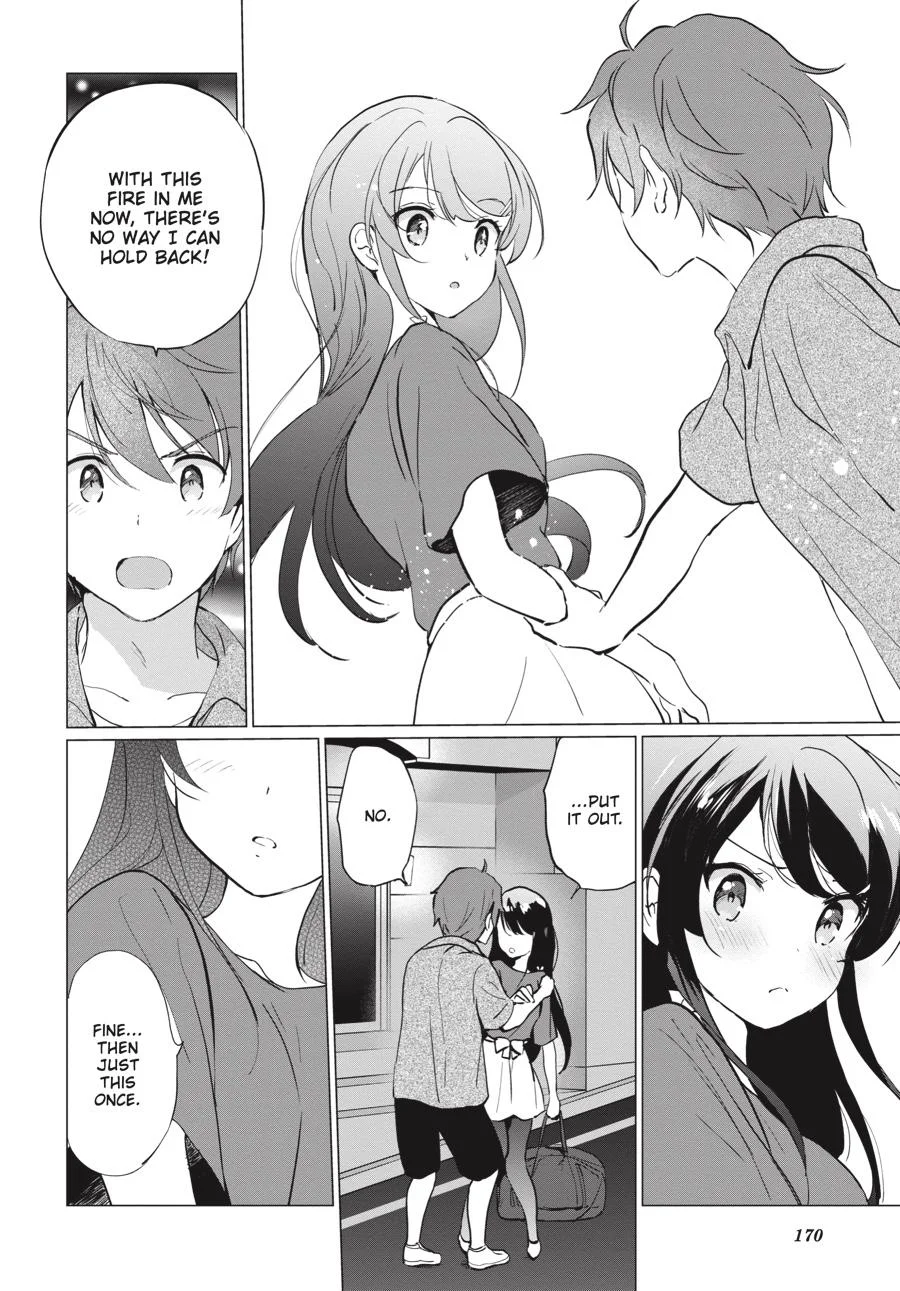 WITH THIS
FIRE IN ME
NOW, THERE'S
NO WAY I CAN
HOLD BACK!
...PUT
IT OUT.
NO.
FINE...
THEN
JUST
THIS
ONCE.
170